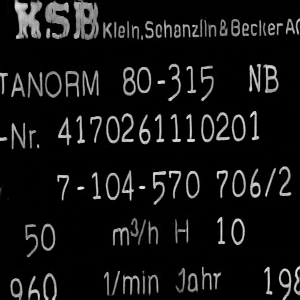 KSB Klein, Schanzlin & Becker AG
TANORM 80-315 NB
-Nr. 4170261110201
7-104-570 706/2
50 m³/h H 10
960 1/min Jahr 198